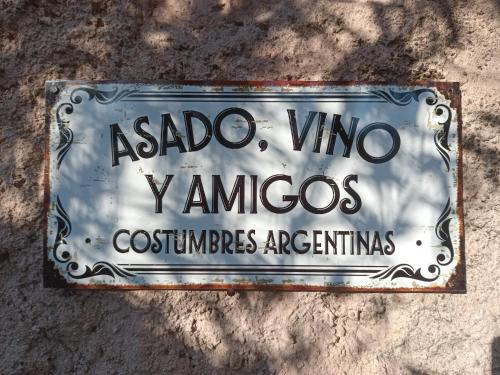 ASADO, VINO
Y AMIGOS
COSTUMBRES ARGENTINAS